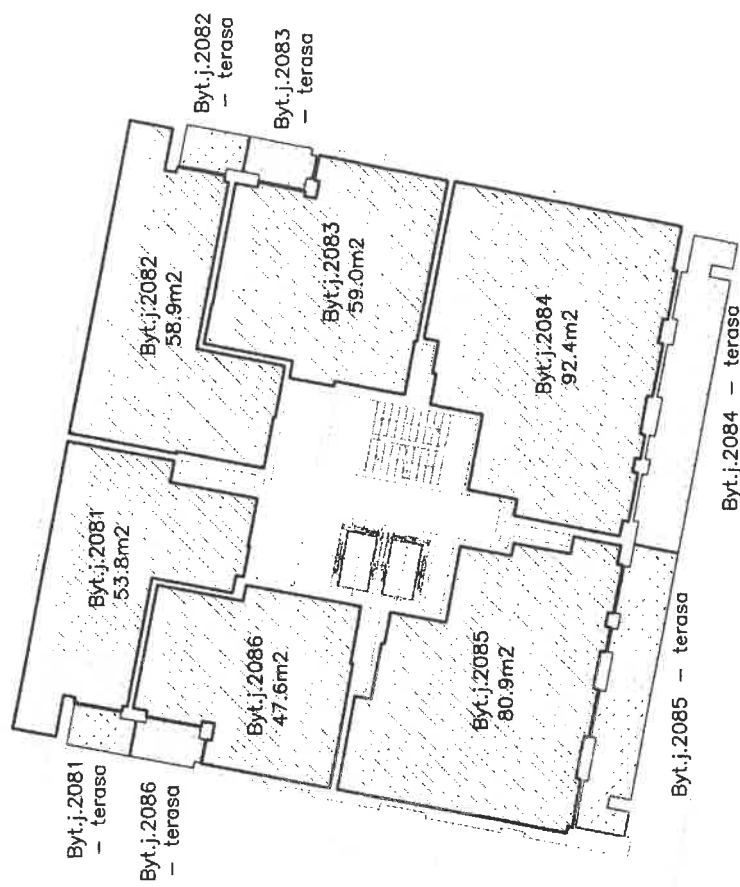 Byt.j.2081
– terasa
Byt.j.2086
– terasa
Byt.j.2081
53.8m2
Byt.j.2086
47.6m2
Byt.j.2082
58.9m2
Byt.j.2082
– terasa
Byt.j.2083
– terasa
Byt.j.2083
59.0m2
Byt.j.2084
92.4m2
Byt.j.2085
80.9m2
Byt.j.2085 – terasa
Byt.j.2084 – terasa